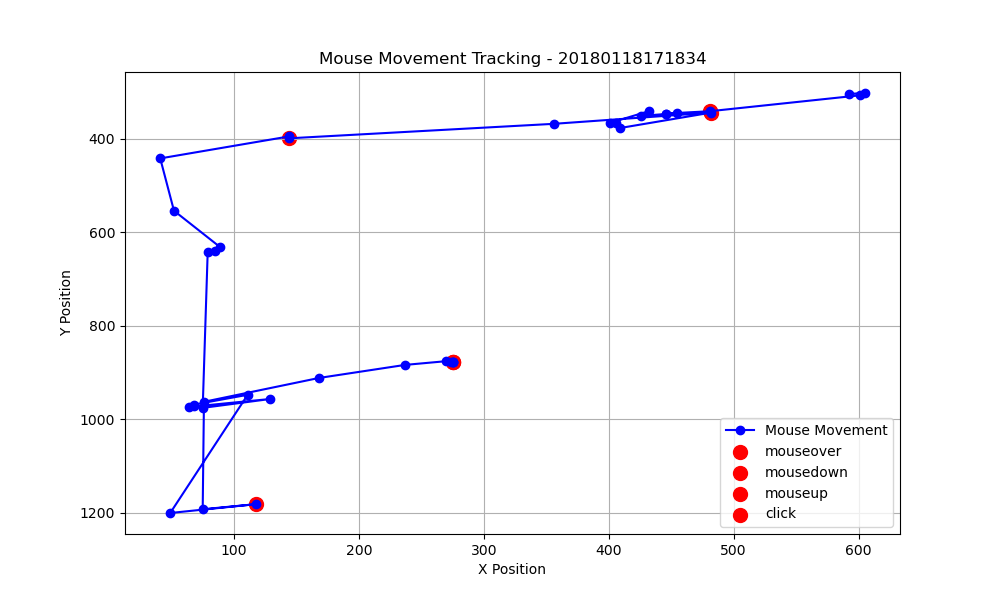 Mouse Movement Tracking - 20180118171834
Y Position
400
600
800
1000
1200
100
200
300
400
500
600
X Position
Mouse Movement
mouseover
mousedown
mouseup
click